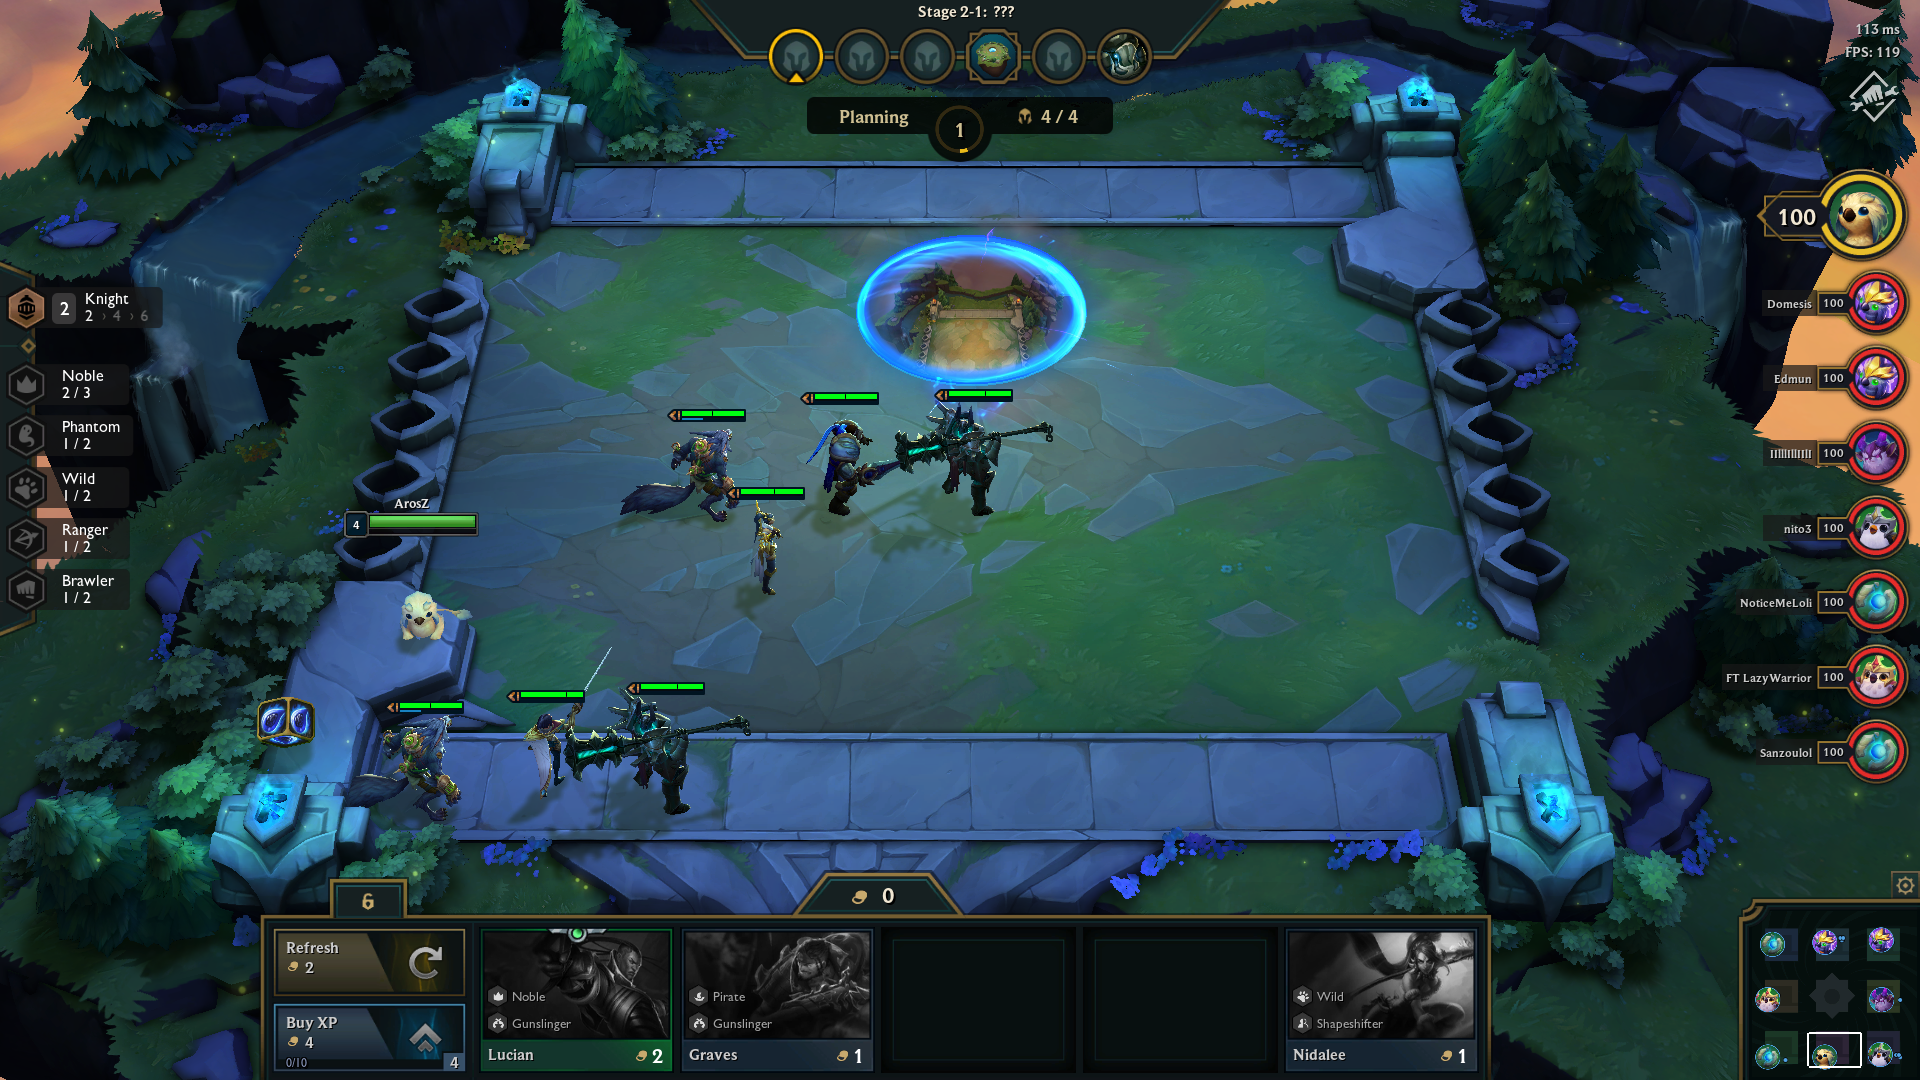 Stage 2-1: ???
113 ms
FPS: 119
Planning
1
4 / 4
100
Domesis 100
Edmun 100
100
nito3 100
NoticeMeLoli 100
FT LazyWarrior 100
Sanzoulol 100
2
Knight
2 › 4 › 6
Noble
2 / 3
Phantom
1 / 2
Wild
1 / 2
Ranger
1 / 2
Brawler
1 / 2
ArosZ
4
6
0
Refresh
2
Buy XP
4
0/10
4
Noble
Gunslinger
Lucian 2
Pirate
Gunslinger
Graves 1
Wild
Shapeshifter
Nidalee 1